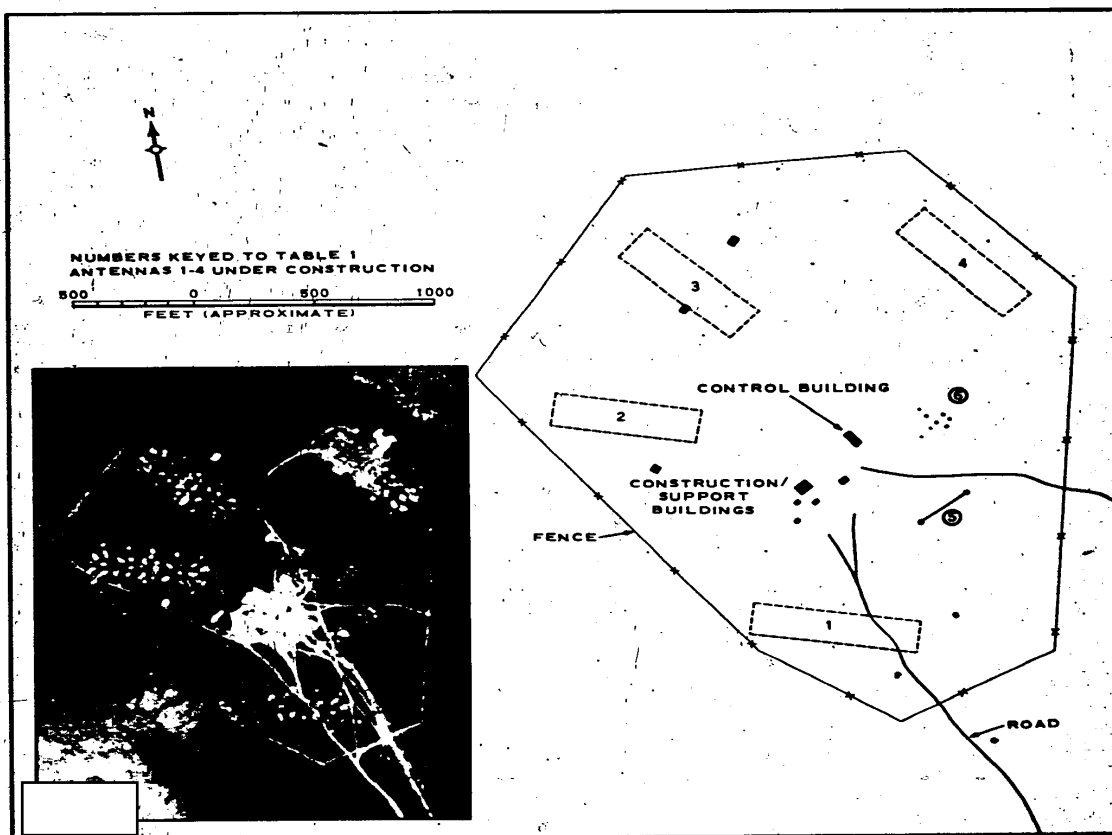 N
NUMBERS KEYED TO TABLE 1
ANTENNAS 1-4 UNDER CONSTRUCTION
500 0 500 1000
FEET (APPROXIMATE)
4
3
CONTROL BUILDING
5
2
CONSTRUCTION/
SUPPORT
BUILDINGS
5
FENCE
1
ROAD